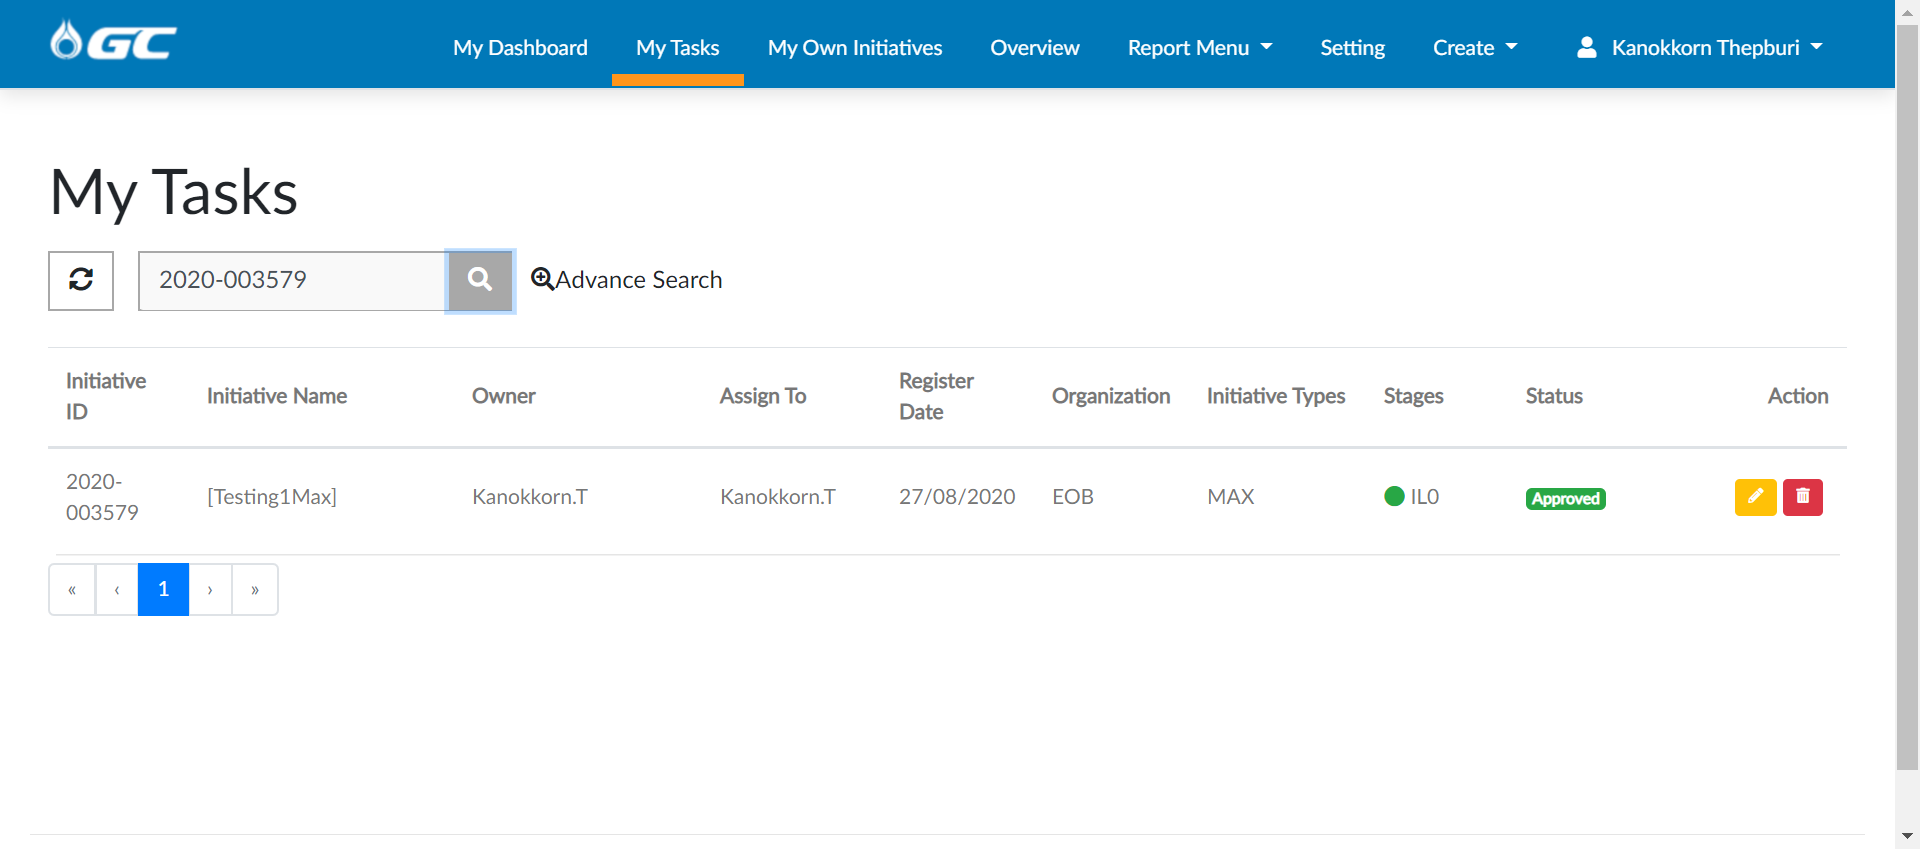 GC
My Dashboard
My Tasks
My Own Initiatives
Overview
Report Menu
Setting
Create
Kanokkorn Thepburi
My Tasks
2020-003579
Advance Search
Initiative
ID
Initiative Name
Owner
Assign To
Register
Date
Organization
Initiative Types
Stages
Status
Action
2020-
003579
[Testing1Max]
Kanokkorn.T
Kanokkorn.T
27/08/2020
EOB
MAX
IL0
Approved
« ‹ 1 › »